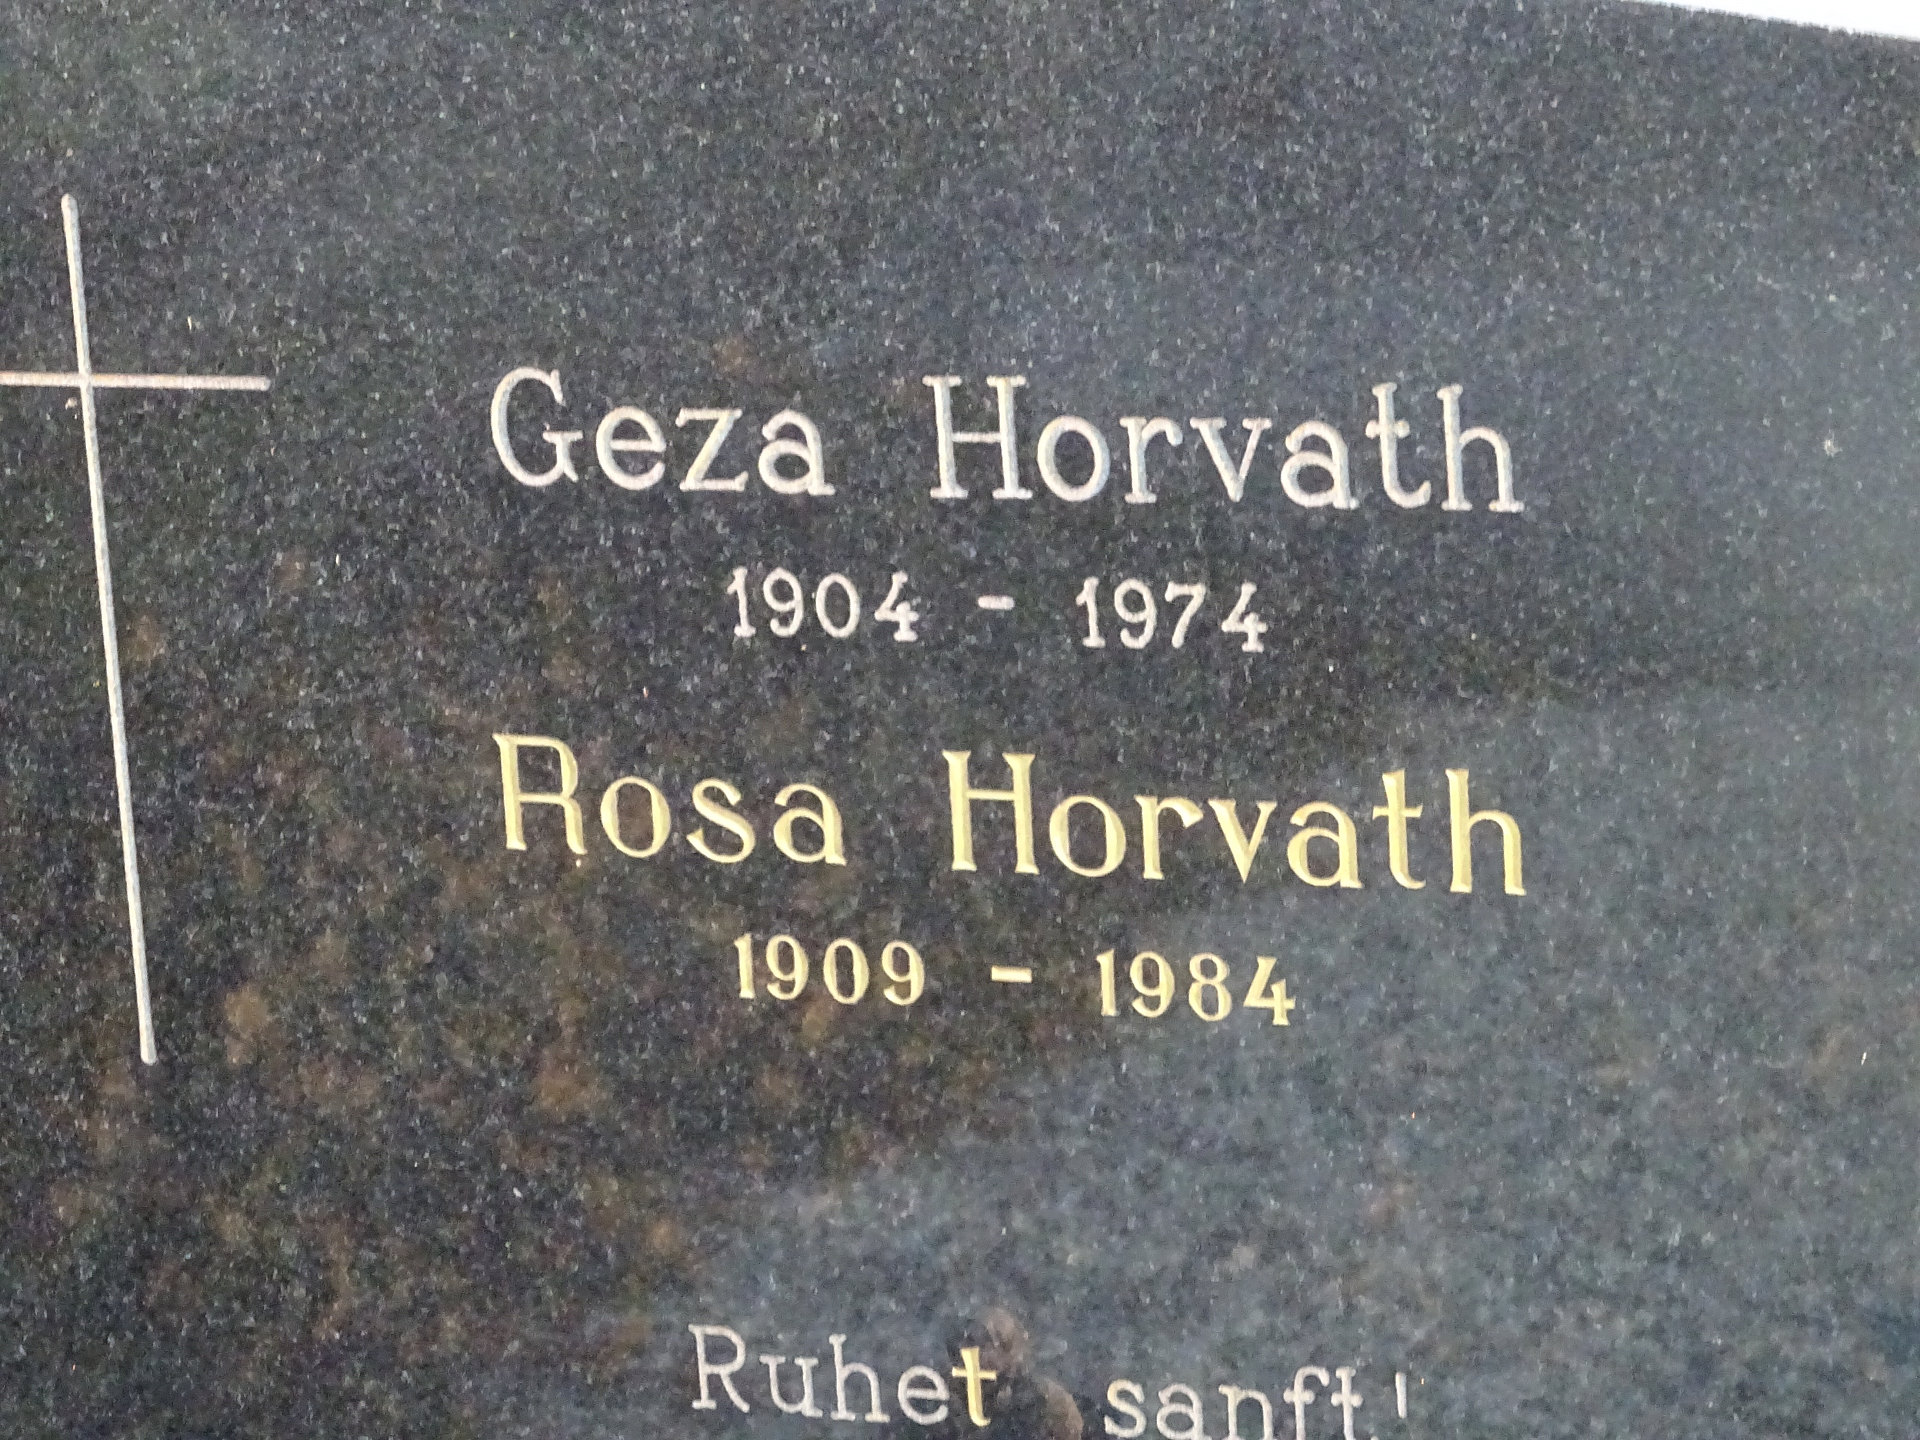 Geza Horvath
1904 - 1974
Rosa Horvath
1909 - 1984
Ruhet sanft!